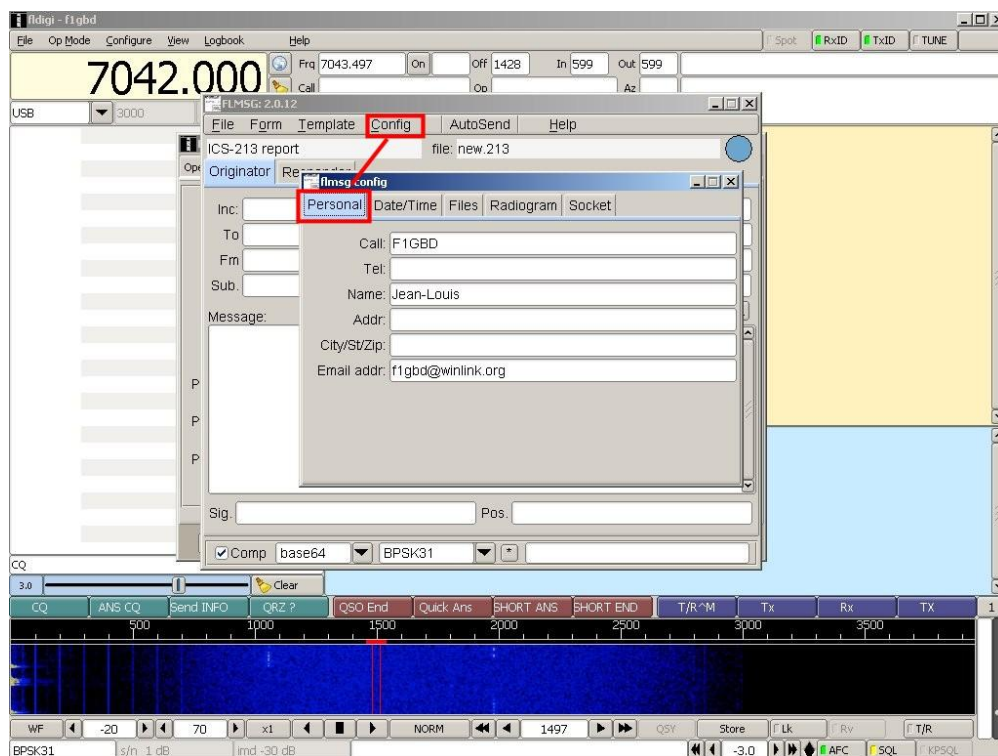 fldigi - f1gbd
File Op Mode Configure View Logbook Help Spot RxID TxID TUNE
7042.000 Frq 7043.497 On Off 1428 In 599 Out 599
Call Op Az
USB 3000
FLMSG: 2.0.12
File Form Template Config AutoSend Help
ICS-213 report file: new.213
Originator
flmsg config
Personal Date/Time Files Radiogram Socket
Inc:
To
Fm
Sub.
Message:
Call: F1GBD
Tel:
Name: Jean-Louis
Addr:
City/St/Zip:
Email addr: f1gbd@winlink.org
Sig. Pos.
Comp base64 BPSK31 *
CQ
3.0 Clear
CQ ANS CQ Send INFO QRZ ? QSO End Quick Ans SHORT ANS SHORT END T/R^M Tx Rx TX 1
500 1000 1500 2000 2500 3000 3500
WF -20 70 x1 NORM 1497 QSY Store Lk Rv T/R
BPSK31 s/n 1 dB imd -30 dB -3.0 AFC SQL KPSQL